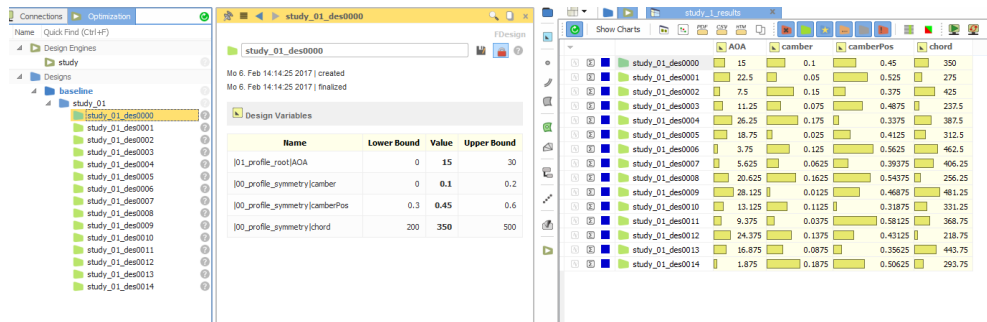 Connections
Optimization
Name Quick Find (Ctrl+F)
Design Engines
study
Designs
baseline
study_01
study_01_des0000
study_01_des0001
study_01_des0002
study_01_des0003
study_01_des0004
study_01_des0005
study_01_des0006
study_01_des0007
study_01_des0008
study_01_des0009
study_01_des0010
study_01_des0011
study_01_des0012
study_01_des0013
study_01_des0014
study_01_des0000
FDesign
study_01_des0000
Mo 6. Feb 14:14:25 2017 | created
Mo 6. Feb 14:14:25 2017 | finalized
Design Variables
Name Lower Bound Value Upper Bound
|01_profile_root|AOA 0 15 30
|00_profile_symmetry|camber 0 0.1 0.2
|00_profile_symmetry|camberPos 0.3 0.45 0.6
|00_profile_symmetry|chord 200 350 500
study_1_results
Show Charts PDF CSV HTM
AOA camber camberPos chord
study_01_des0000 15 0.1 0.45 350
study_01_des0001 22.5 0.05 0.525 275
study_01_des0002 7.5 0.15 0.375 425
study_01_des0003 11.25 0.075 0.4875 237.5
study_01_des0004 26.25 0.175 0.3375 387.5
study_01_des0005 18.75 0.025 0.4125 312.5
study_01_des0006 3.75 0.125 0.5625 462.5
study_01_des0007 5.625 0.0625 0.39375 406.25
study_01_des0008 20.625 0.1625 0.54375 256.25
study_01_des0009 28.125 0.0125 0.46875 481.25
study_01_des0010 13.125 0.1125 0.31875 331.25
study_01_des0011 9.375 0.0375 0.58125 368.75
study_01_des0012 24.375 0.1375 0.43125 218.75
study_01_des0013 16.875 0.0875 0.35625 443.75
study_01_des0014 1.875 0.1875 0.50625 293.75